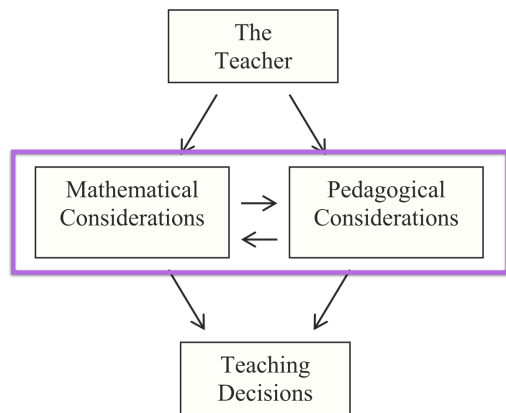 The
Teacher
Mathematical
Considerations
Pedagogical
Considerations
Teaching
Decisions